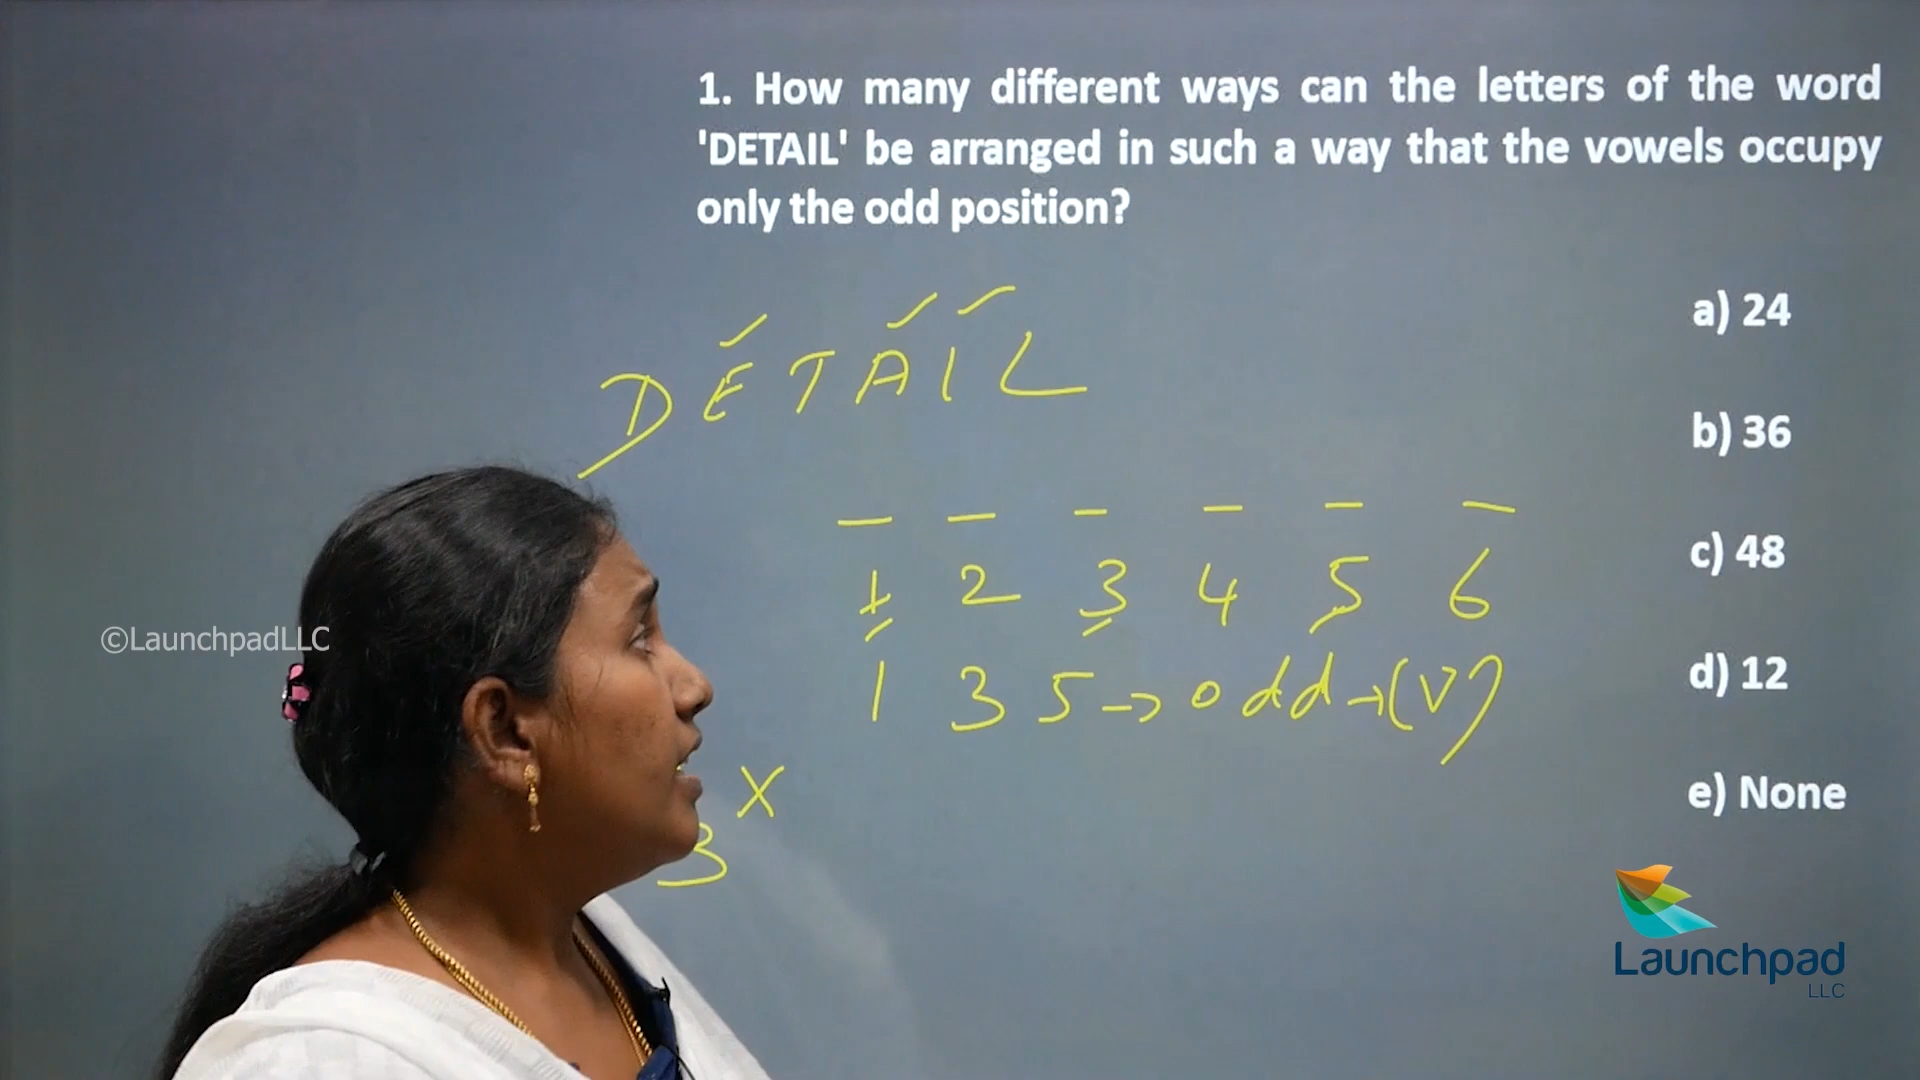 1. How many different ways can the letters of the word
'DETAIL' be arranged in such a way that the vowels occupy
only the odd position?
a) 24
DETAIL
b) 36
c) 48
1 2 3 4 5 6
©LaunchpadLLC
1 3 5 → odd → (V)
d) 12
x
3
e) None
Launchpad
LLC